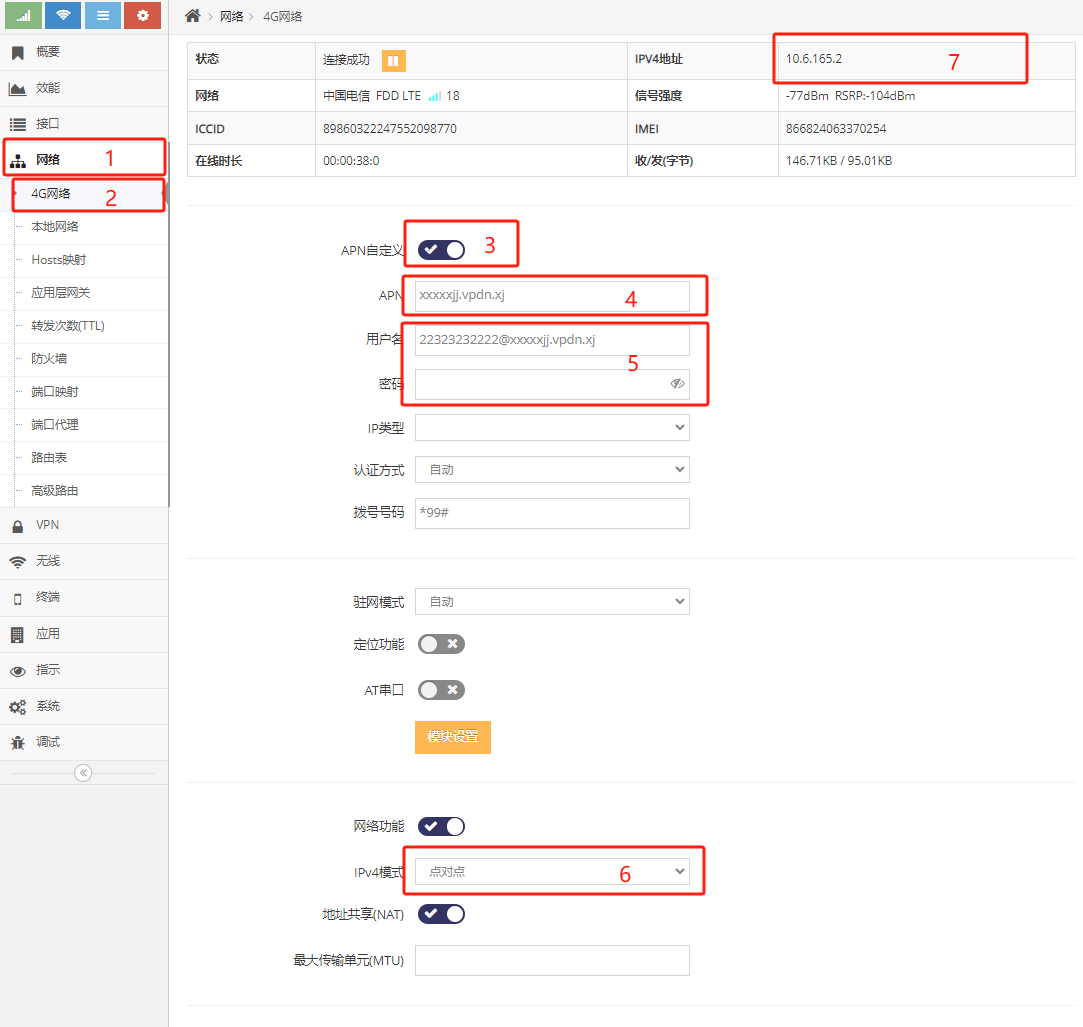 网络 4G网络
概要
效能
接口
网络 1
4G网络 2
本地网络
Hosts映射
应用层网关
转发次数(TTL)
防火墙
端口映射
端口代理
路由表
高级路由
VPN
无线
终端
应用
指示
系统
调试
状态 连接成功 IPV4地址 10.6.165.2 7
网络 中国电信 FDD LTE 18 信号强度 -77dBm RSRP:-104dBm
ICCID 89860322247552098770 IMEI 866824063370254
在线时长 00:00:38:0 收/发(字节) 146.71KB / 95.01KB
APN自定义 3
APN xxxxxjj.vpdn.xj 4
用户名 22323232222@xxxxxjj.vpdn.xj
5
密码
IP类型
认证方式 自动
拨号号码 *99#
驻网模式 自动
定位功能
AT串口
模块设置
网络功能
IPv4模式 点对点 6
地址共享(NAT)
最大传输单元(MTU)